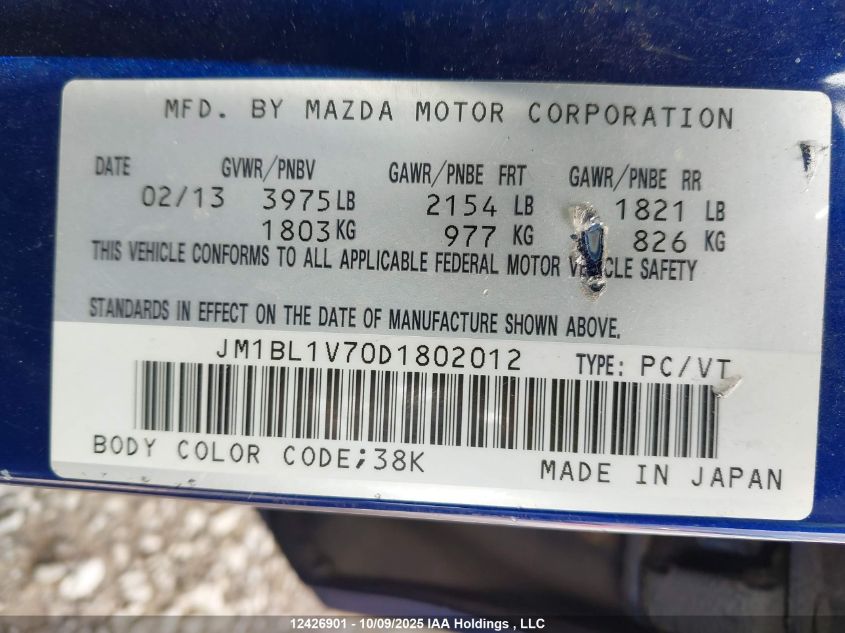 MFD. BY MAZDA MOTOR CORPORATION
DATE GVWR/PNBV GAWR/PNBE FRT GAWR/PNBE RR
02/13 3975 LB 2154 LB 1821 LB
1803 KG 977 KG 826 KG
THIS VEHICLE CONFORMS TO ALL APPLICABLE FEDERAL MOTOR VEHICLE SAFETY
STANDARDS IN EFFECT ON THE DATE OF MANUFACTURE SHOWN ABOVE.
JM1BL1V70D1802012 TYPE: PC/VT
BODY COLOR CODE;38K MADE IN JAPAN
12426901 - 10/09/2025 IAA Holdings , LLC